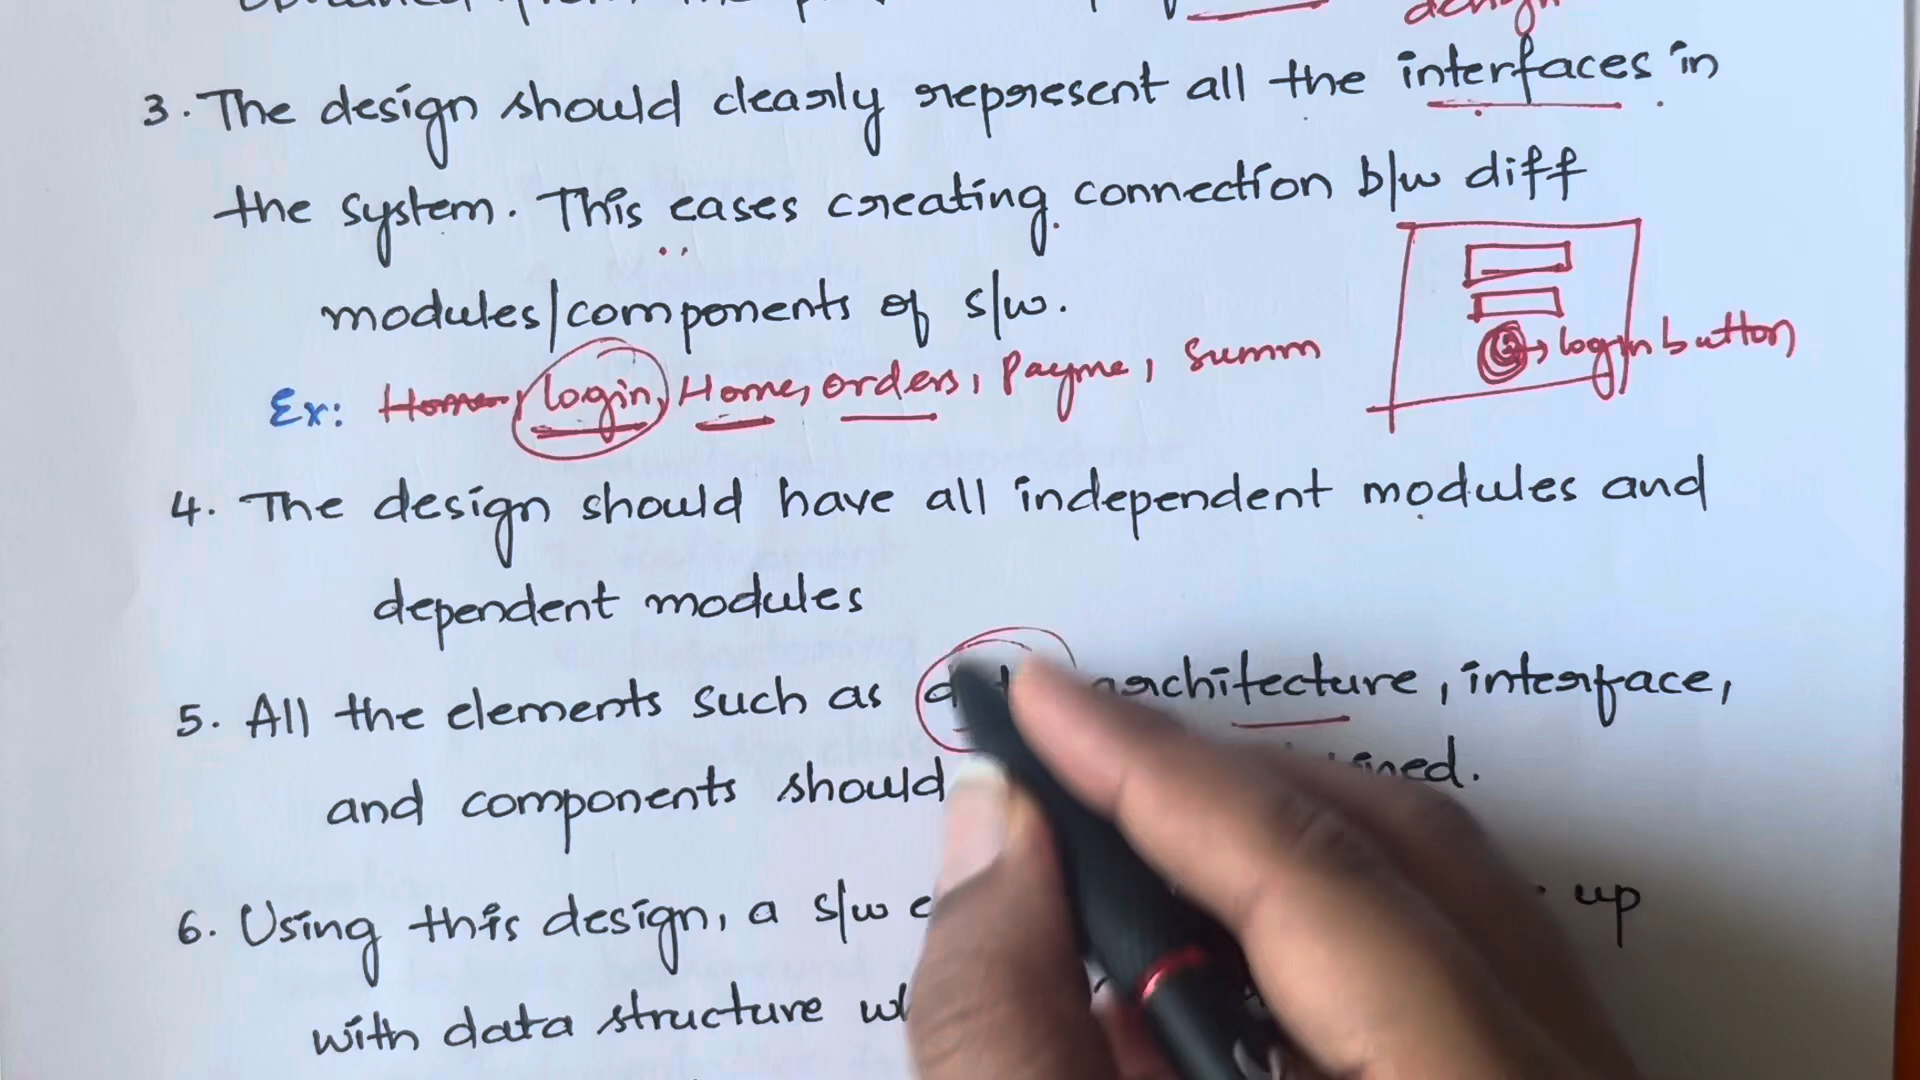 design
3. The design should clearly represent all the interfaces in
the system. This eases creating connection b/w diff
modules/components of s/w.
Ex: Home, login, Home, orders, Payme, Summ
login button
4. The design should have all independent modules and
dependent modules
5. All the elements such as architecture, interface,
and components should
6. Using this design, a s/w up
with data structure